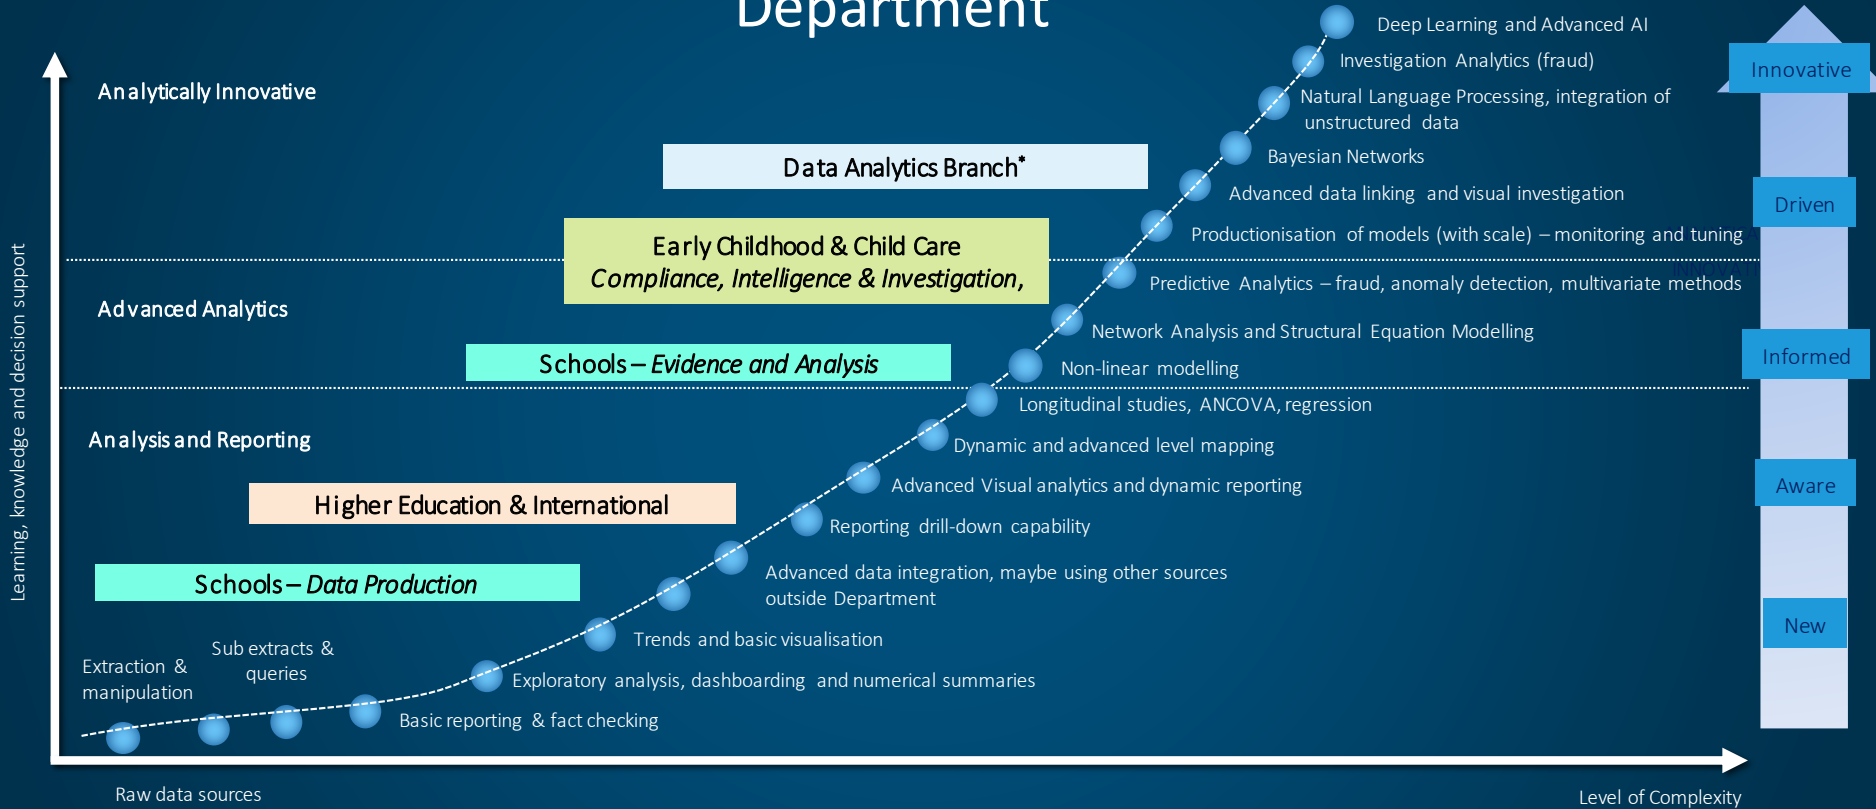 Department
Analytically Innovative
Data Analytics Branch*
Early Childhood & Child Care
Compliance, Intelligence & Investigation,
Advanced Analytics
Schools – Evidence and Analysis
Analysis and Reporting
Higher Education & International
Schools – Data Production
Learning, knowledge and decision support
Extraction &
manipulation
Sub extracts &
queries
Deep Learning and Advanced AI
Investigation Analytics (fraud)
Natural Language Processing, integration of
unstructured data
Bayesian Networks
Advanced data linking and visual investigation
Productionisation of models (with scale) – monitoring and tuning
Predictive Analytics – fraud, anomaly detection, multivariate methods
Network Analysis and Structural Equation Modelling
Non-linear modelling
Longitudinal studies, ANCOVA, regression
Dynamic and advanced level mapping
Advanced Visual analytics and dynamic reporting
Reporting drill-down capability
Advanced data integration, maybe using other sources
outside Department
Trends and basic visualisation
Exploratory analysis, dashboarding and numerical summaries
Basic reporting & fact checking
Innovative
Driven
Informed
Aware
New
Raw data sources
Level of Complexity